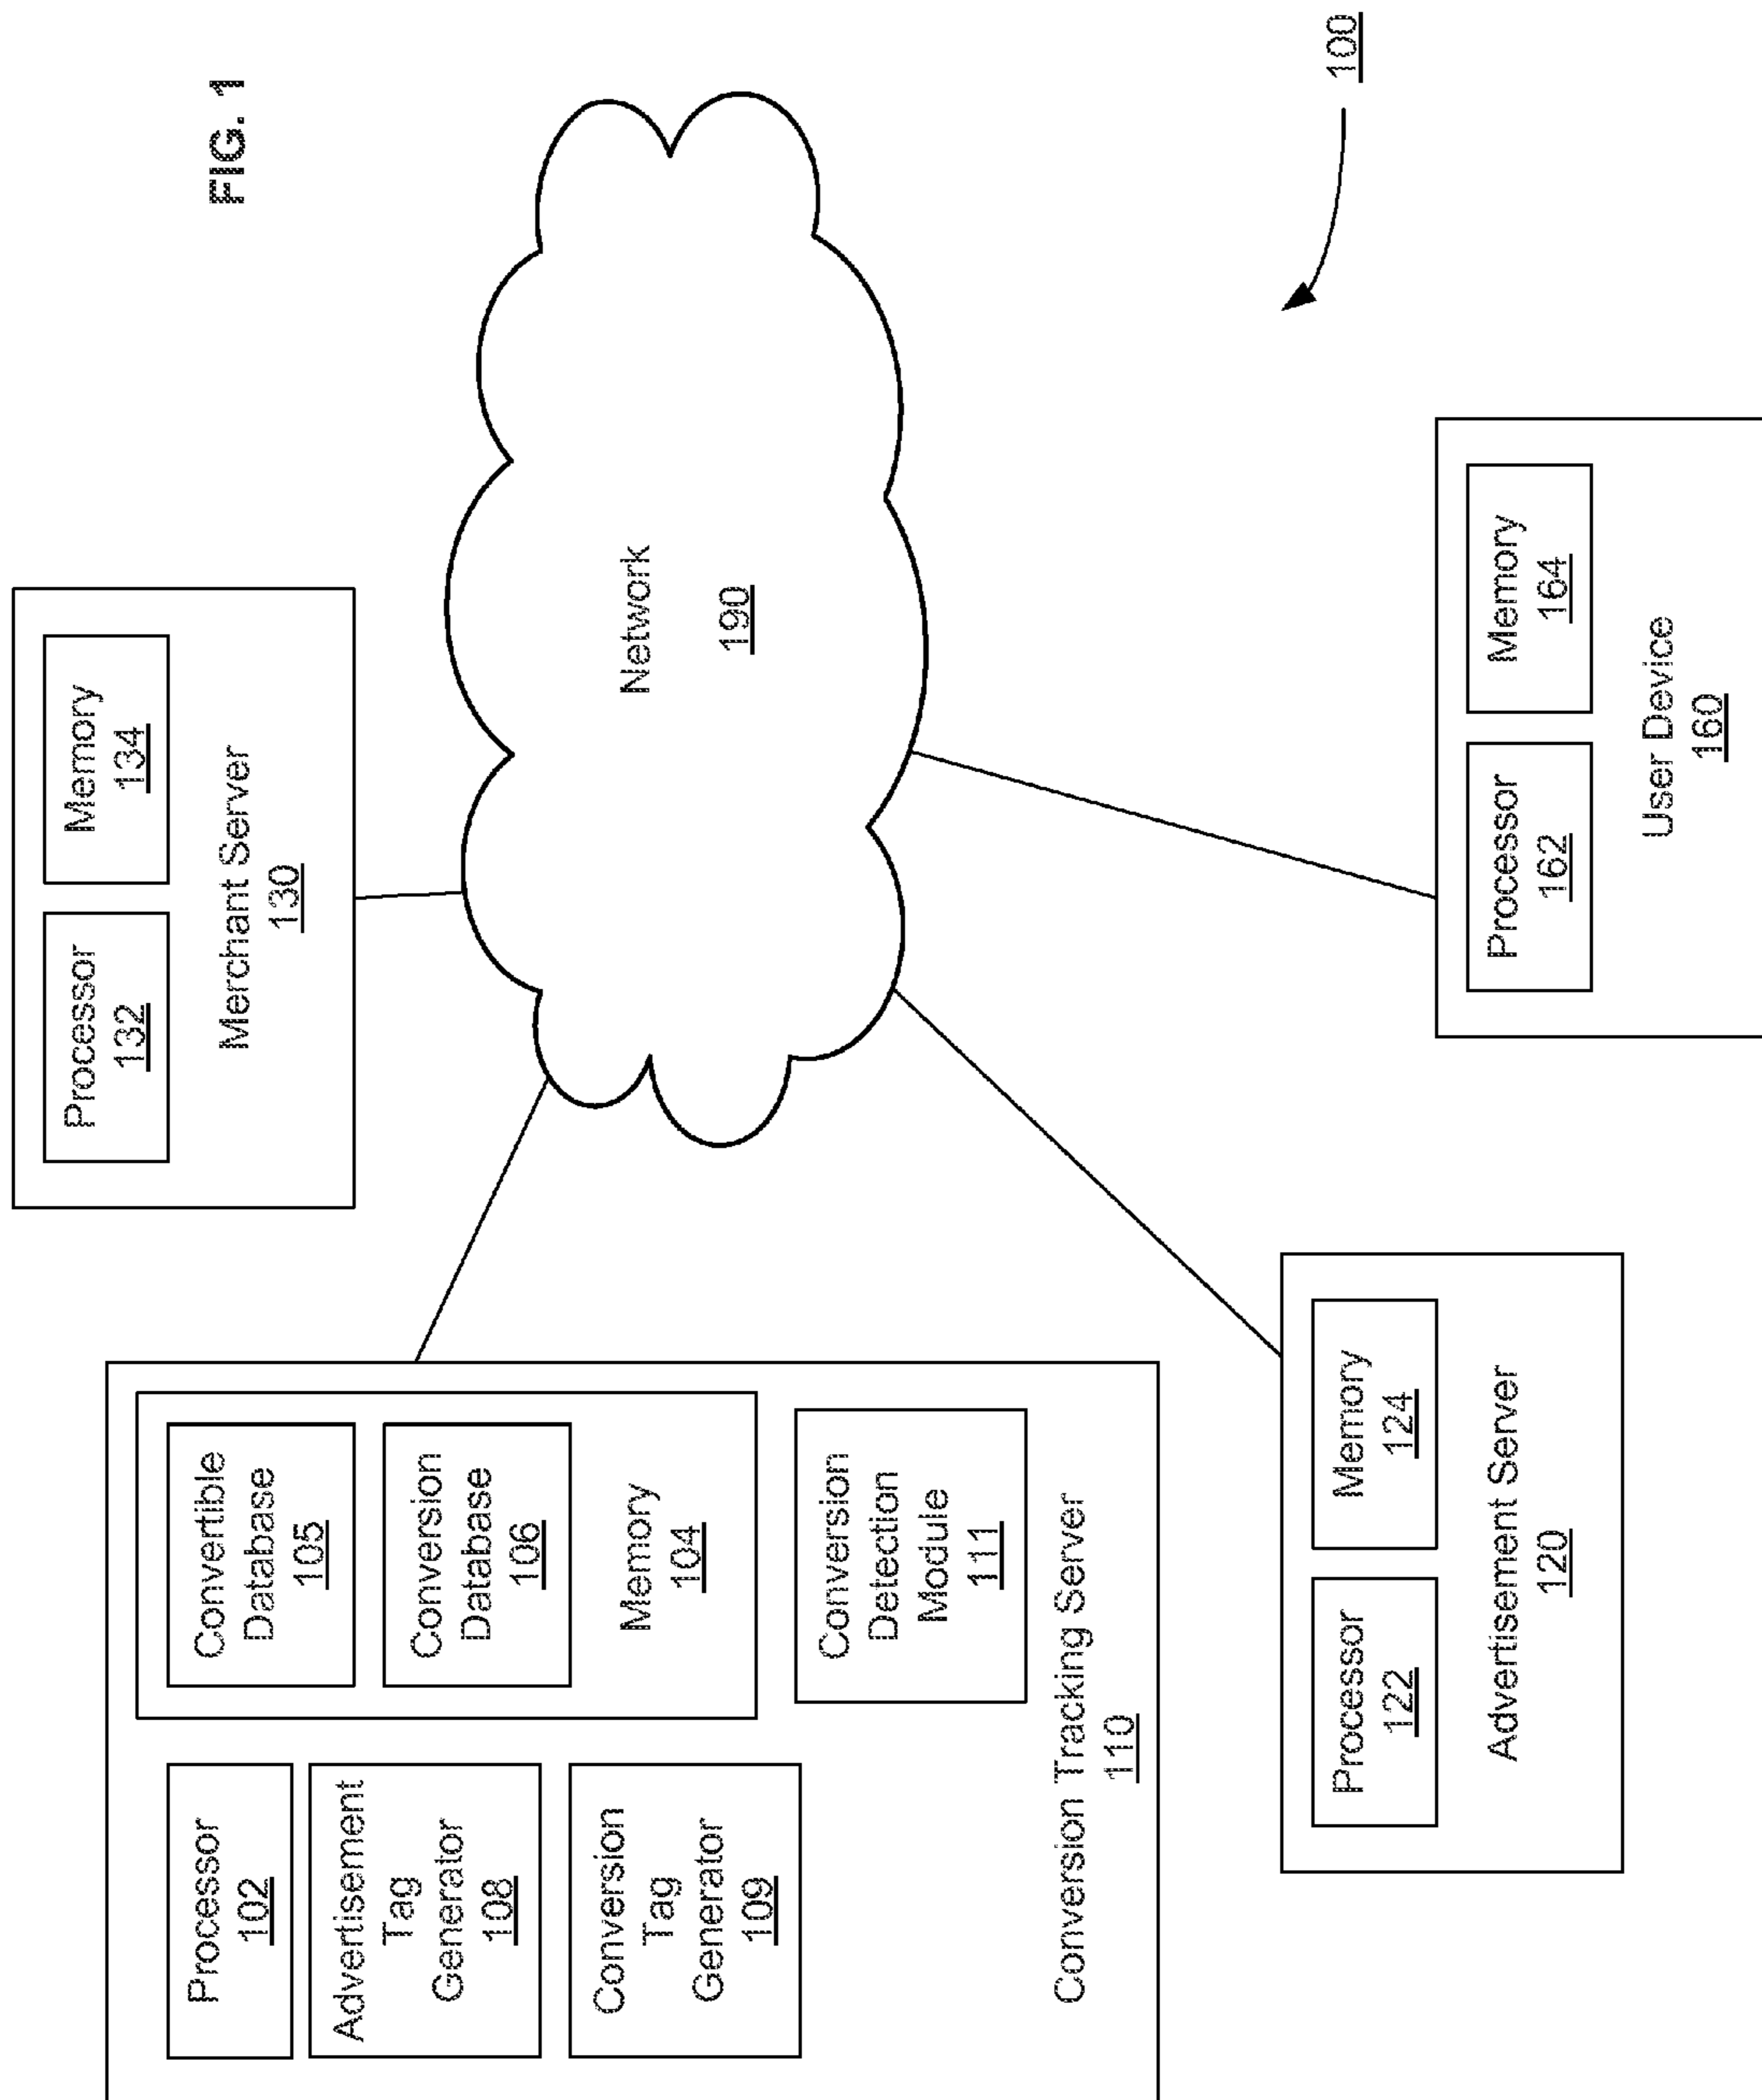 FIG. 1
Processor
102
Advertisement
Tag
Generator
108
Conversion
Tag
Generator
109
Convertible
Database
105
Conversion
Database
106
Memory
104
Conversion
Detection
Module
111
Conversion Tracking Server
110
Processor
132
Memory
134
Merchant Server
130
Network
190
Processor
122
Memory
124
Advertisement Server
120
Processor
162
Memory
164
User Device
160
100